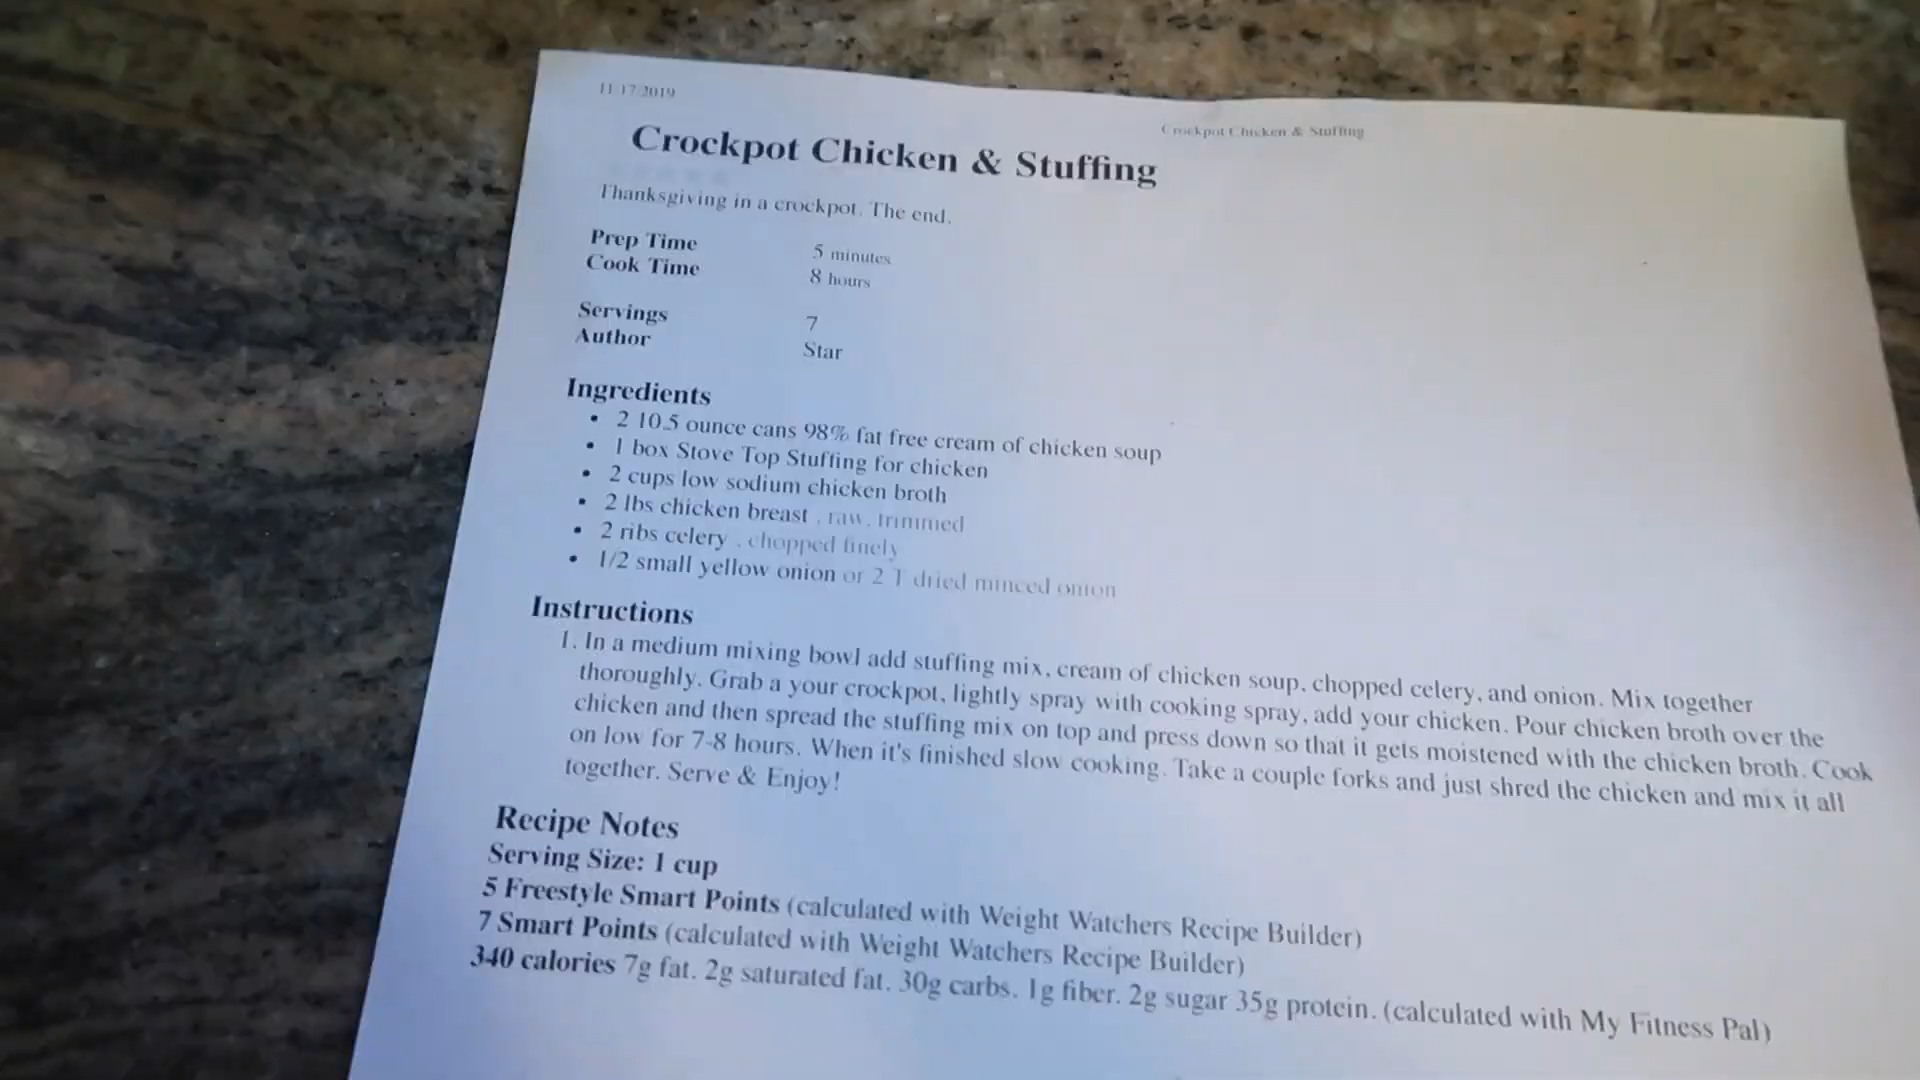 11/17/2019
Crockpot Chicken & Stuffing
Crockpot Chicken & Stuffing
Thanksgiving in a crockpot. The end.
Prep Time 5 minutes
Cook Time 8 hours
Servings 7
Author Star
Ingredients
• 2 10.5 ounce cans 98% fat free cream of chicken soup
• 1 box Stove Top Stuffing for chicken
• 2 cups low sodium chicken broth
• 2 lbs chicken breast , raw, trimmed
• 2 ribs celery , chopped finely
• 1/2 small yellow onion or 2 T dried minced onion
Instructions
1. In a medium mixing bowl add stuffing mix, cream of chicken soup, chopped celery, and onion. Mix together
thoroughly. Grab a your crockpot, lightly spray with cooking spray, add your chicken. Pour chicken broth over the
chicken and then spread the stuffing mix on top and press down so that it gets moistened with the chicken broth. Cook
on low for 7-8 hours. When it's finished slow cooking. Take a couple forks and just shred the chicken and mix it all
together. Serve & Enjoy!
Recipe Notes
Serving Size: 1 cup
5 Freestyle Smart Points (calculated with Weight Watchers Recipe Builder)
7 Smart Points (calculated with Weight Watchers Recipe Builder)
340 calories 7g fat. 2g saturated fat. 30g carbs. 1g fiber. 2g sugar 35g protein. (calculated with My Fitness Pal)